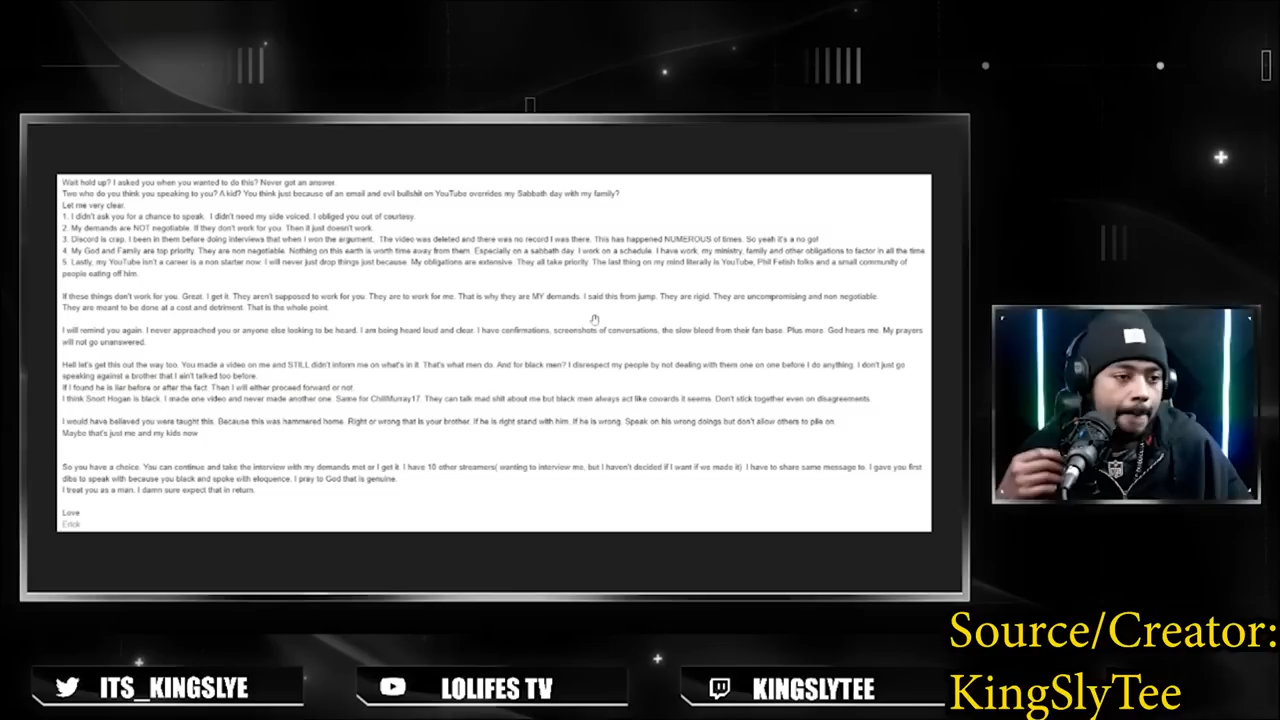 Wait hold up? I asked you when you wanted to do this? Never got an answer.
Two who do you think you speaking to you? A kid? You think just because of an email and evil bullshit on YouTube overrides my Sabbath day with my family?
Let me very clear.
1. I didn't ask you for a chance to speak. I didn't need my side voiced. I obliged you out of courtesy.
2. My demands are NOT negotiable. If they don't work for you. Then it just doesn't work.
3. Discord is crap. I been in them before doing interviews that when I won the argument. The video was deleted and there was no record I was there. This has happened NUMEROUS of times. So yeah it's a no go!
4. My God and Family are top priority. They are non negotiable. Nothing on this earth is worth time away from them. Especially on a sabbath day. I work on a schedule. I have work, my ministry, family and other obligations to factor in all the time
5. Lastly, my YouTube isn't a career is a non starter now. I will never just drop things just because. My obligations are extensive. They all take priority. The last thing on my mind literally is YouTube, Phil Fetish folks and a small community of
people eating off him.
If these things don't work for you. Great. I get it. They aren't supposed to work for you. They are to work for me. That is why they are MY demands. I said this from jump. They are rigid. They are uncompromising and non negotiable.
They are meant to be done at a cost and detriment. That is the whole point.
I will remind you again. I never approached you or anyone else looking to be heard. I am being heard loud and clear. I have confirmations, screenshots of conversations, the slow bleed from their fan base. Plus more. God hears me. My prayers
will not go unanswered.
Hell let's get this out the way too. You made a video on me and STILL didn't inform me on what's in it. That's what men do. And for black men? I disrespect my people by not dealing with them one on one before I do anything. I don't just go
speaking against a brother that I ain't talked too before.
If I found he is liar before or after the fact. Then I will either proceed forward or not.
I think Snort Hogan is black. I made one video and never made another one. Same for ChillMurray17. They can talk mad shit about me but black men always act like cowards it seems. Don't stick together even on disagreements.
I would have believed you were taught this. Because this was hammered home. Right or wrong that is your brother. If he is right stand with him. If he is wrong. Speak on his wrong doings but don't allow others to pile on.
Maybe that's just me and my kids now
So you have a choice. You can continue and take the interview with my demands met or I get it. I have 10 other streamers( wanting to interview me, but I haven't decided if I want if we made it) I have to share same message to. I gave you first
dibs to speak with because you black and spoke with eloquence. I pray to God that is genuine.
I treat you as a man. I damn sure expect that in return.
Love
Erick
ITS_KINGSLYE
LOLIFES TV
KINGSLYTEE
Source/Creator:
KingSlyTee